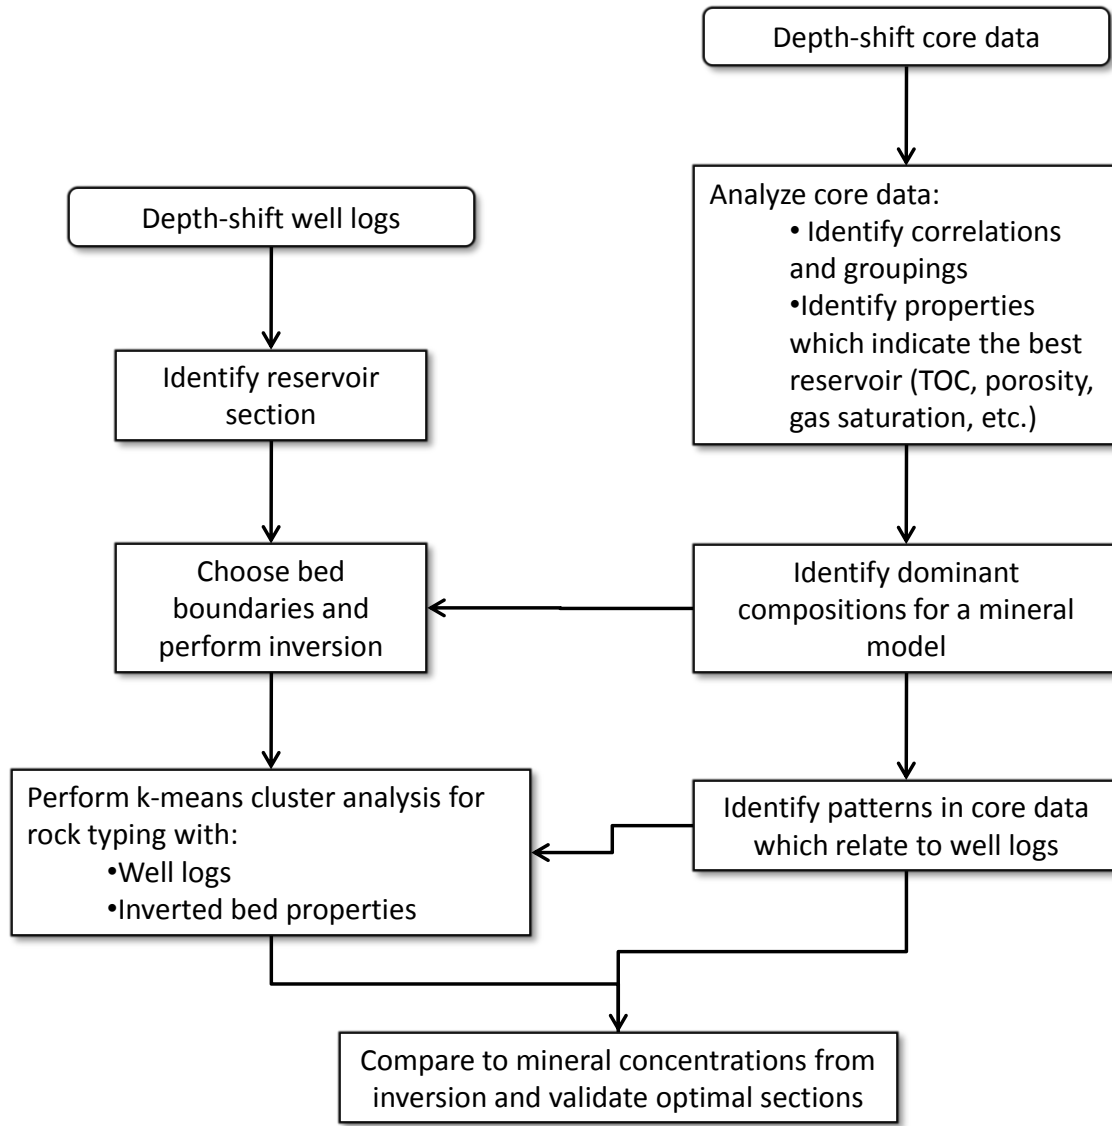 Depth-shift core data
Analyze core data:
• Identify correlations
and groupings
•Identify properties
which indicate the best
reservoir (TOC, porosity,
gas saturation, etc.)
Depth-shift well logs
Identify reservoir
section
Choose bed
boundaries and
perform inversion
Identify dominant
compositions for a mineral
model
Perform k-means cluster analysis for
rock typing with:
•Well logs
•Inverted bed properties
Identify patterns in core data
which relate to well logs
Compare to mineral concentrations from
inversion and validate optimal sections